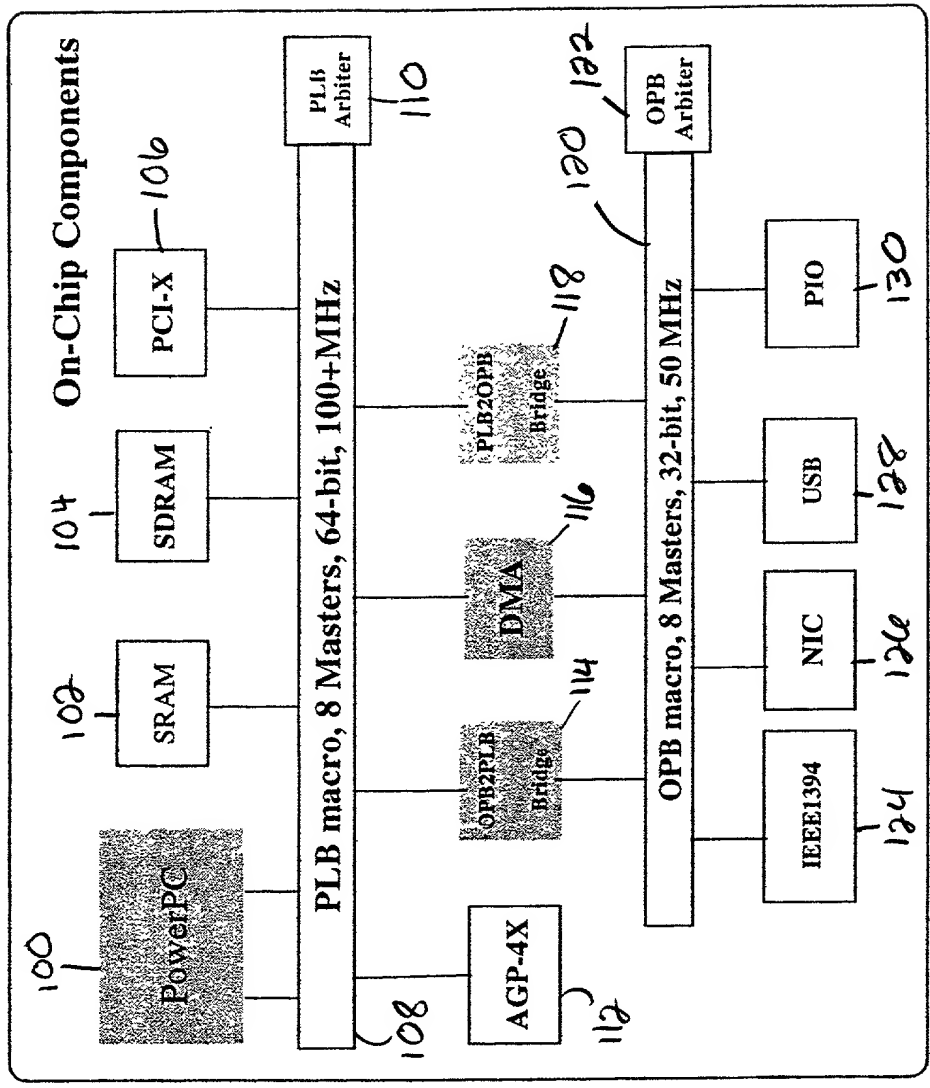 On-Chip Components
100
PowerPC
102
SRAM
104
SDRAM
PCI-X
106
PLB macro, 8 Masters, 64-bit, 100+MHz
PLB
Arbiter
108
110
AGP-4X
112
OPB2PLB
Bridge
114
DMA
116
PLB2OPB
Bridge
118
120
OPB macro, 8 Masters, 32-bit, 50 MHz
OPB
Arbiter
122
IEEE1394
124
NIC
126
USB
128
PIO
130